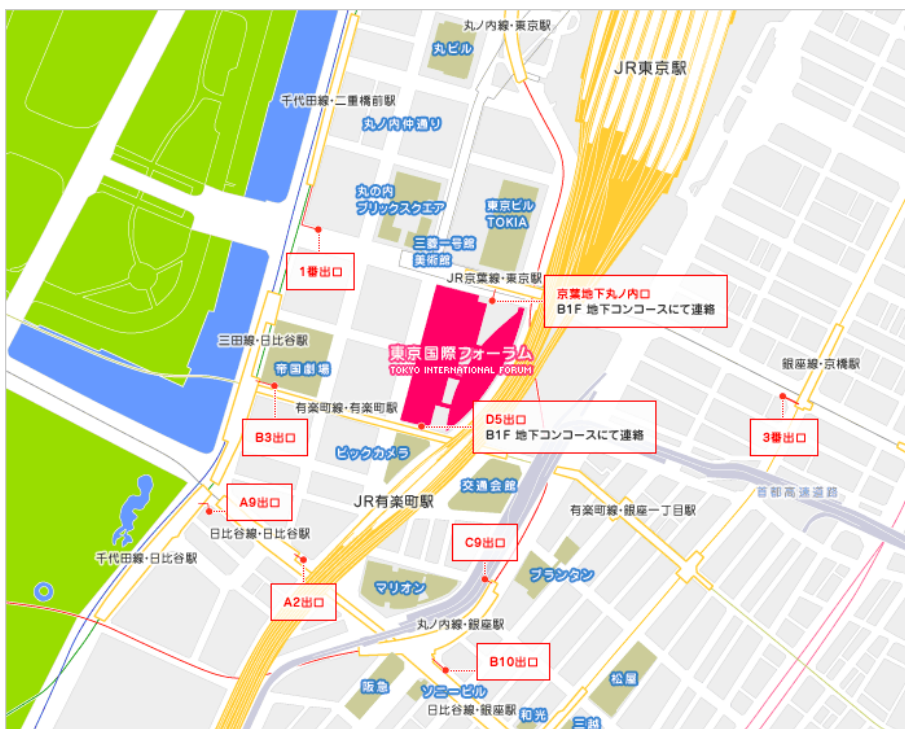 丸ノ内線・東京駅
丸ビル
JR東京駅
千代田線・二重橋前駅
丸ノ内仲通り
丸の内
ブリックスクエア
東京ビル
TOKIA
三菱一号館
美術館
1番出口
JR京葉線・東京駅
京葉地下丸ノ内口
B1F 地下コンコースにて連絡
三田線・日比谷駅
東京国際フォーラム
TOKYO INTERNATIONAL FORUM
帝国劇場
銀座線・京橋駅
有楽町線・有楽町駅
D5出口
B1F 地下コンコースにて連絡
B3出口
3番出口
ビックカメラ
交通会館
首都高速道路
JR有楽町駅
A9出口
有楽町線・銀座一丁目駅
日比谷線・日比谷駅
C9出口
千代田線・日比谷駅
プランタン
マリオン
A2出口
丸ノ内線・銀座駅
B10出口
松屋
阪急
ソニービル
日比谷線・銀座駅
和光
三越